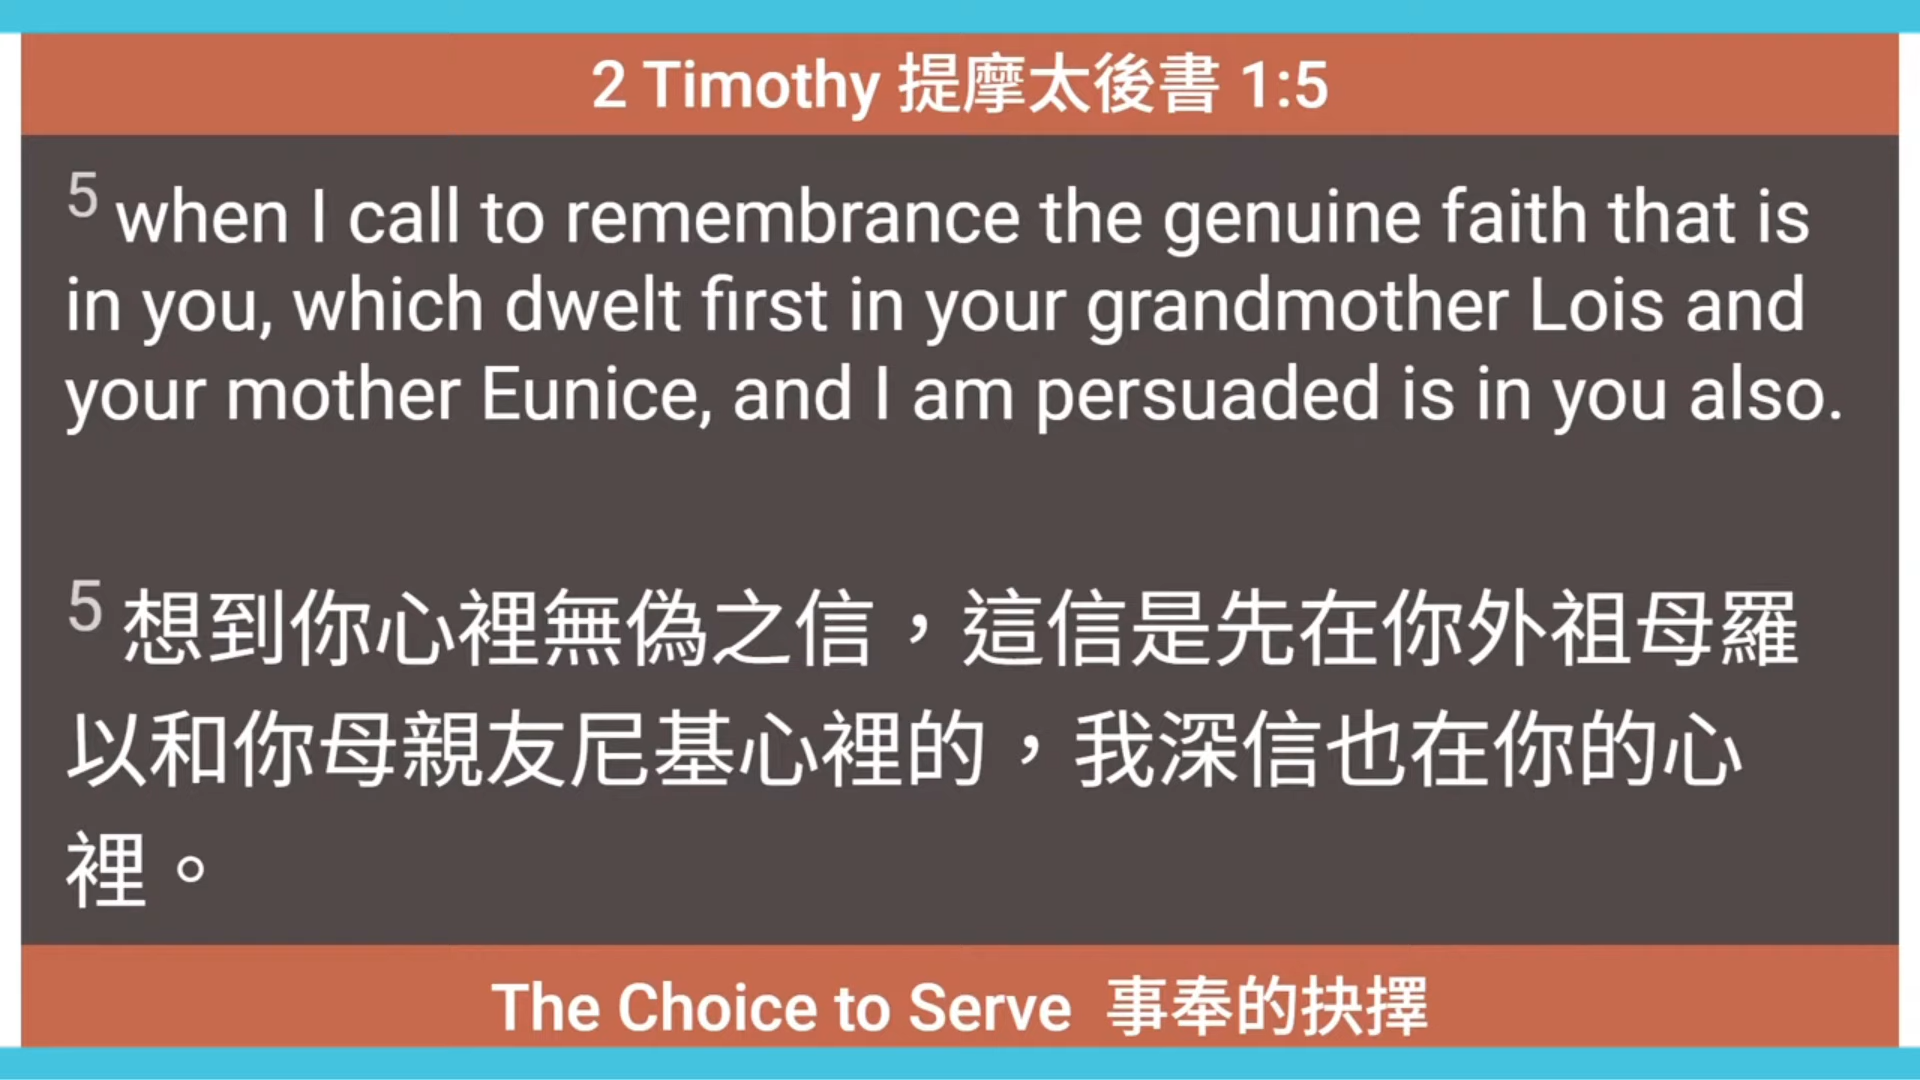 2 Timothy 提摩太後書 1:5
5 when I call to remembrance the genuine faith that is
in you, which dwelt first in your grandmother Lois and
your mother Eunice, and I am persuaded is in you also.
5 想到你心裡無偽之信，這信是先在你外祖母羅
以和你母親友尼基心裡的，我深信也在你的心
裡。
The Choice to Serve 事奉的抉擇